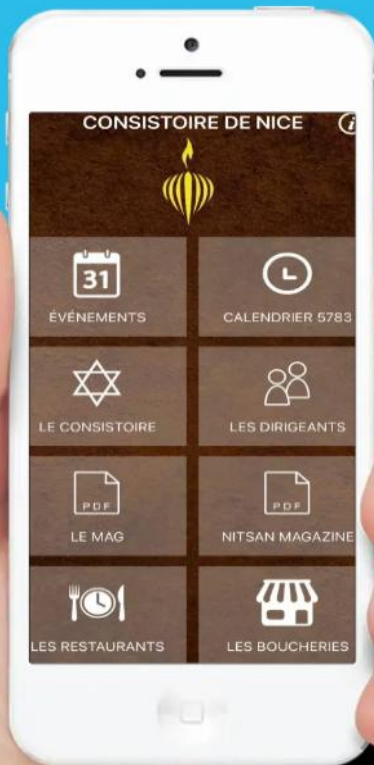 CONSISTOIRE DE NICE
31
ÉVÉNEMENTS
CALENDRIER 5783
LE CONSISTOIRE
LES DIRIGEANTS
PDF
PDF
LE MAG
NITSAN MAGAZINE
LES RESTAURANTS
LES BOUCHERIES